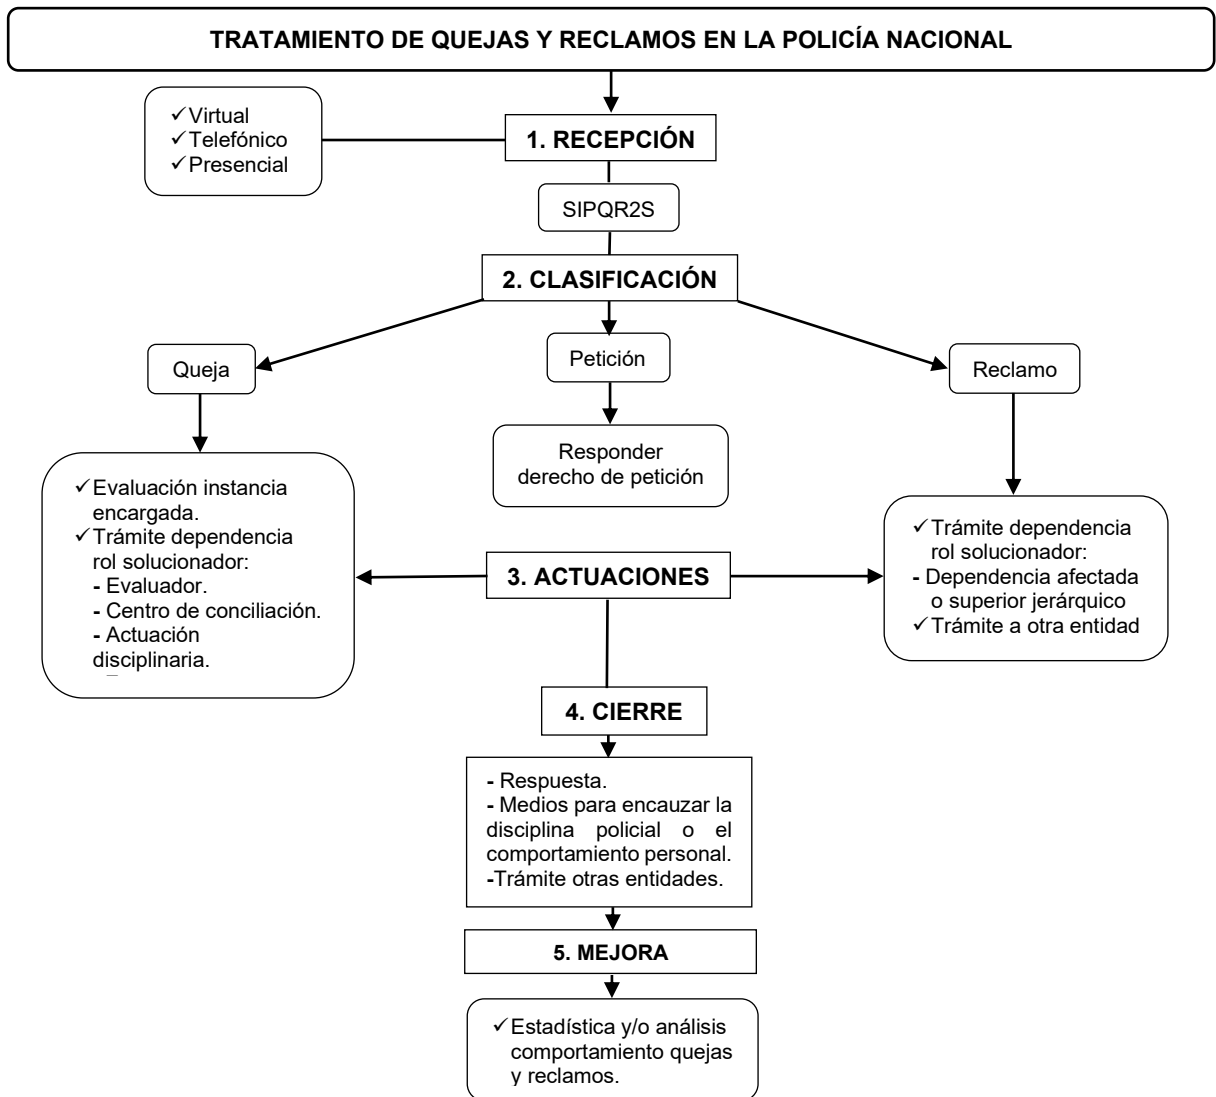 TRATAMIENTO DE QUEJAS Y RECLAMOS EN LA POLICÍA NACIONAL
✓Virtual
✓Telefónico
✓Presencial
1. RECEPCIÓN
SIPQR2S
2. CLASIFICACIÓN
Queja
Petición
Reclamo
Responder
derecho de petición
✓Evaluación instancia
encargada.
✓Trámite dependencia
rol solucionador:
- Evaluador.
- Centro de conciliación.
- Actuación
disciplinaria.
3. ACTUACIONES
✓Trámite dependencia
rol solucionador:
- Dependencia afectada
o superior jerárquico
✓Trámite a otra entidad
4. CIERRE
- Respuesta.
- Medios para encauzar la
disciplina policial o el
comportamiento personal.
-Trámite otras entidades.
5. MEJORA
✓Estadística y/o análisis
comportamiento quejas
y reclamos.